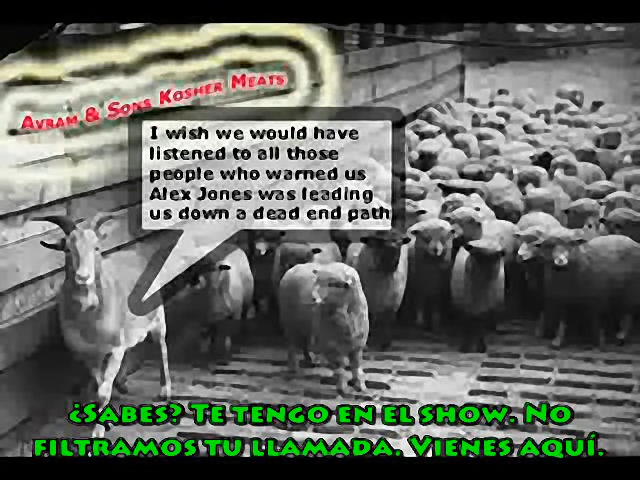 AVRAM & SONS KOSHER MEATS
I wish we would have
listened to all those
people who warned us
Alex Jones was leading
us down a dead end path
¿SABES? TE TENGO EN EL SHOW. NO
FILTRAMOS TU LLAMADA. VIENES AQUÍ.